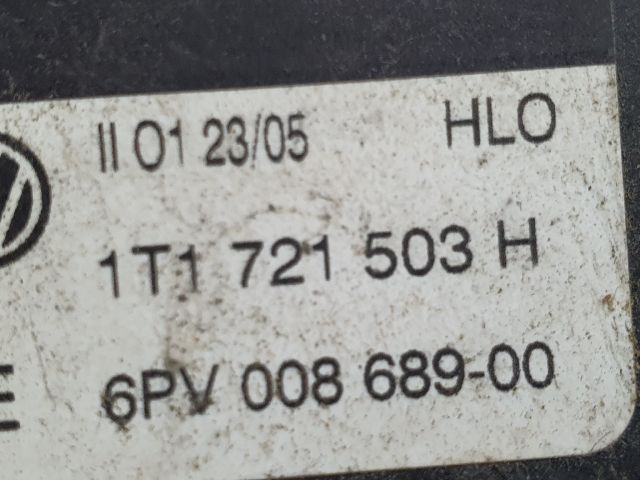 II 01 23/05 HLO
1T1 721 503 H
E 6PV 008 689-00